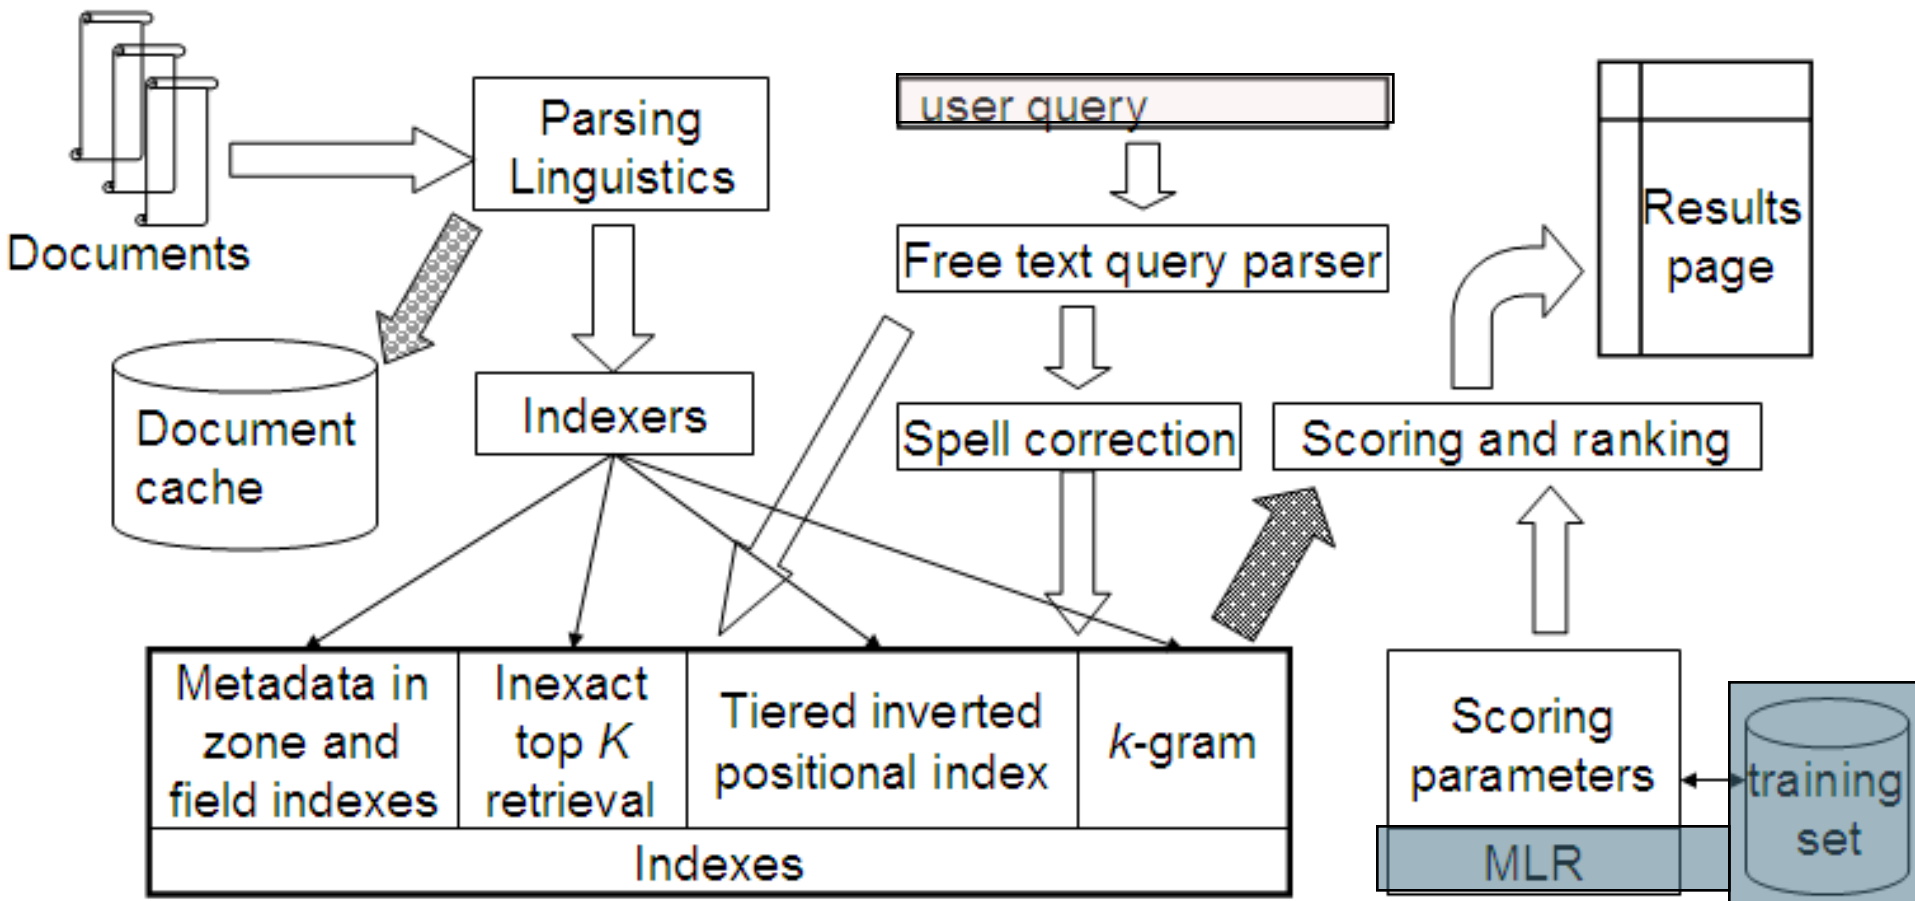 Documents
Parsing
Linguistics
user query
Free text query parser
Results
page
Document
cache
Indexers
Spell correction
Scoring and ranking
Metadata in
zone and
field indexes
Inexact
top K
retrieval
Tiered inverted
positional index
k-gram
Indexes
Scoring
parameters
MLR
training
set